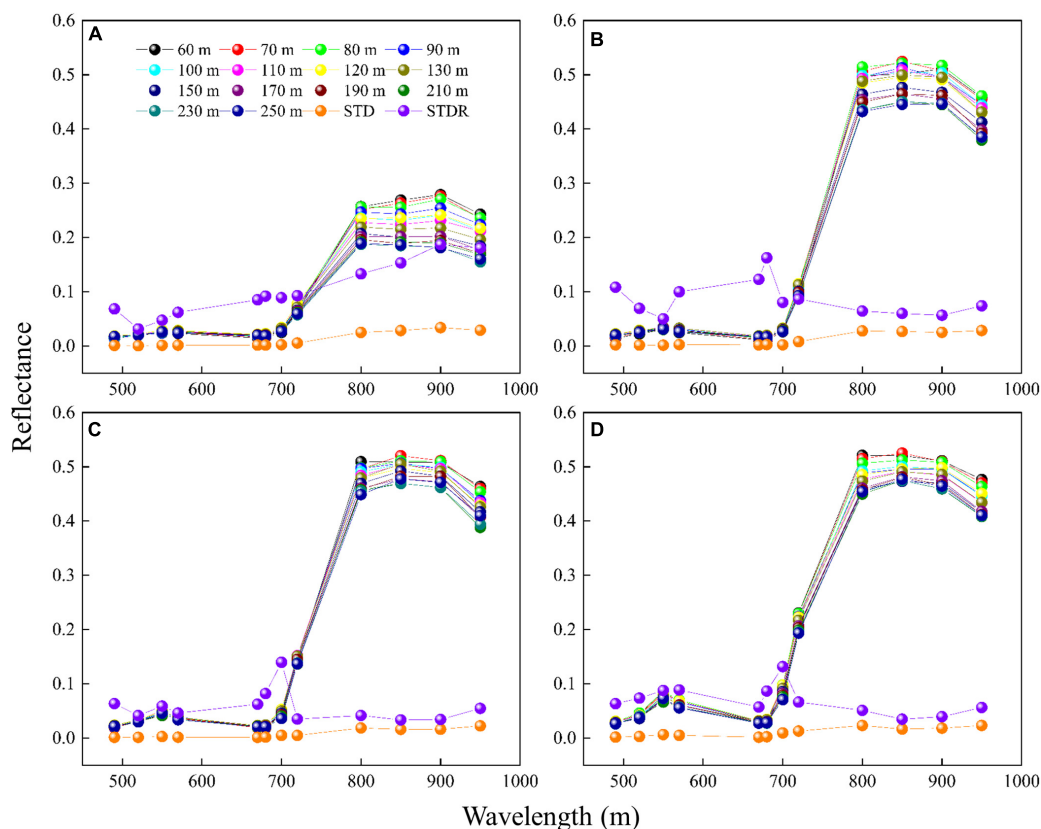 A
60 m 70 m 80 m 90 m
100 m 110 m 120 m 130 m
150 m 170 m 190 m 210 m
230 m 250 m STD STDR
0.6
0.5
0.4
0.3
0.2
0.1
0.0
500 600 700 800 900 1000
B
0.6
0.5
0.4
0.3
0.2
0.1
0.0
500 600 700 800 900 1000
C
0.6
0.5
0.4
0.3
0.2
0.1
0.0
500 600 700 800 900 1000
D
0.6
0.5
0.4
0.3
0.2
0.1
0.0
500 600 700 800 900 1000
Reflectance
Wavelength (m)